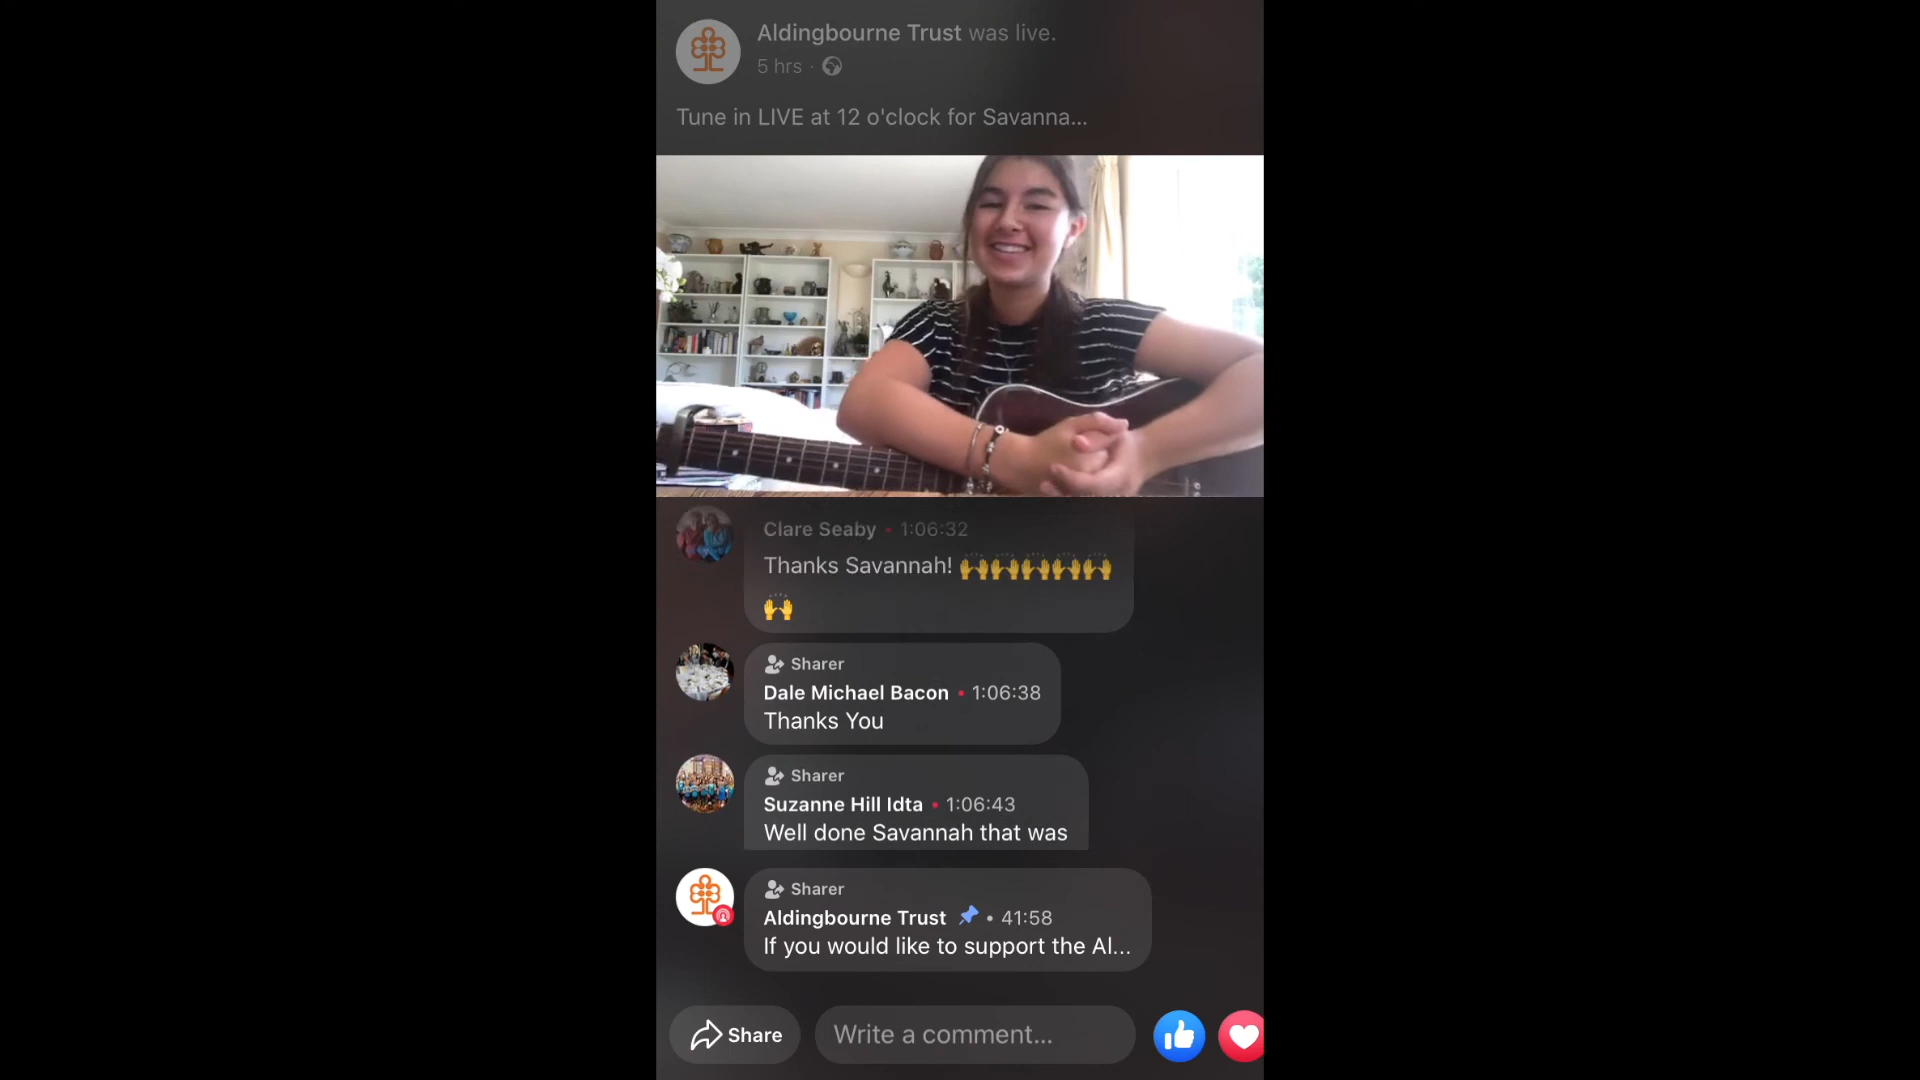 Aldingbourne Trust was live.
5 hrs ·
Tune in LIVE at 12 o'clock for Savanna...
Clare Seaby • 1:06:32
Thanks Savannah! 🙌🙌🙌🙌🙌
🙌
Sharer
Dale Michael Bacon • 1:06:38
Thanks You
Sharer
Suzanne Hill Idta • 1:06:43
Well done Savannah that was
Sharer
Aldingbourne Trust • 41:58
If you would like to support the Al...
Share
Write a comment...